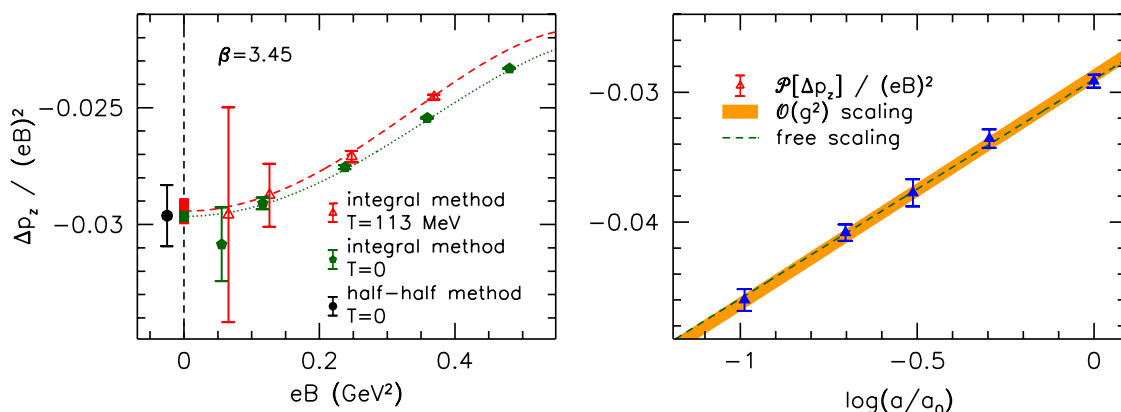 β=3.45
Δp_z / (eB)²
−0.025
−0.03
integral method
T=113 MeV
integral method
T=0
half−half method
T=0
0
0.2
0.4
eB (GeV²)
𝒫[Δp_z] / (eB)²
𝒪(g²) scaling
free scaling
−0.03
−0.04
−1
−0.5
0
log(a/a₀)